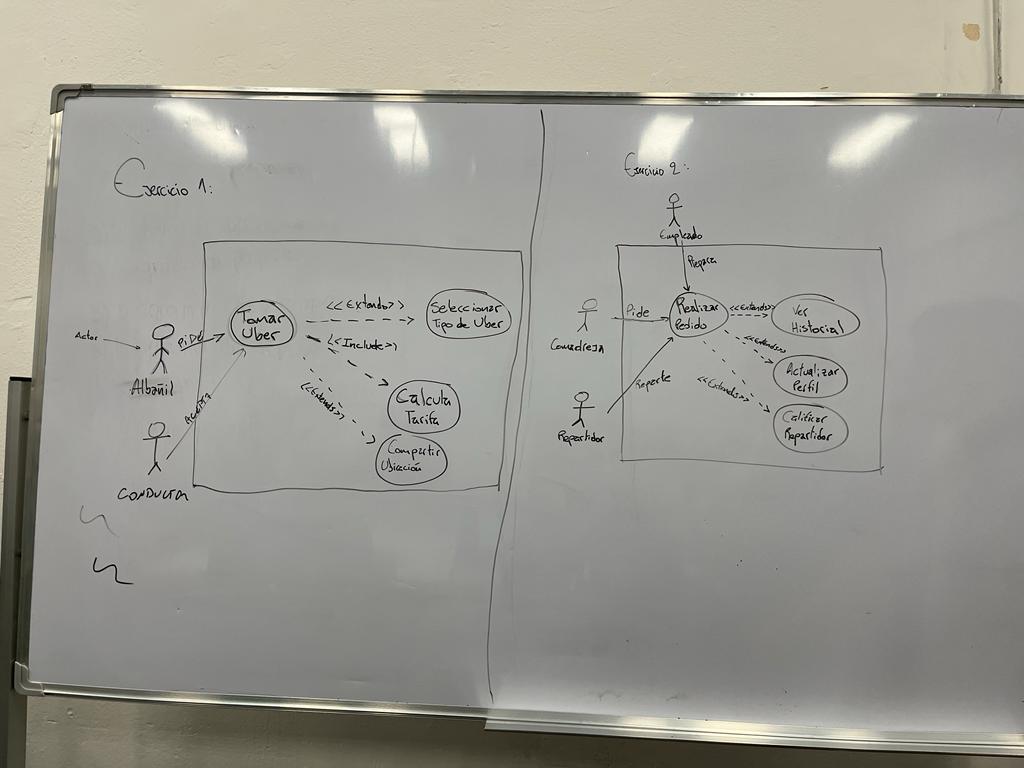 Ejercicio 1:
Actor
Albañil
PIDE
CONDUCTOR
Tomar
Uber
<<Extends>>
Seleccionar
Tipo de Uber
<<Include>>
Calcula
Tarifa
<<Extends>>
Compartir
Ubicación
Ejercicio 2:
Empleado
Prepara
Comadreja
Pide
Repartidor
Reparte
Realizar
Pedido
<<Extends>>
Ver
Historial
<<Extends>>
Actualizar
Perfil
<<Extends>>
Calificar
Repartidor